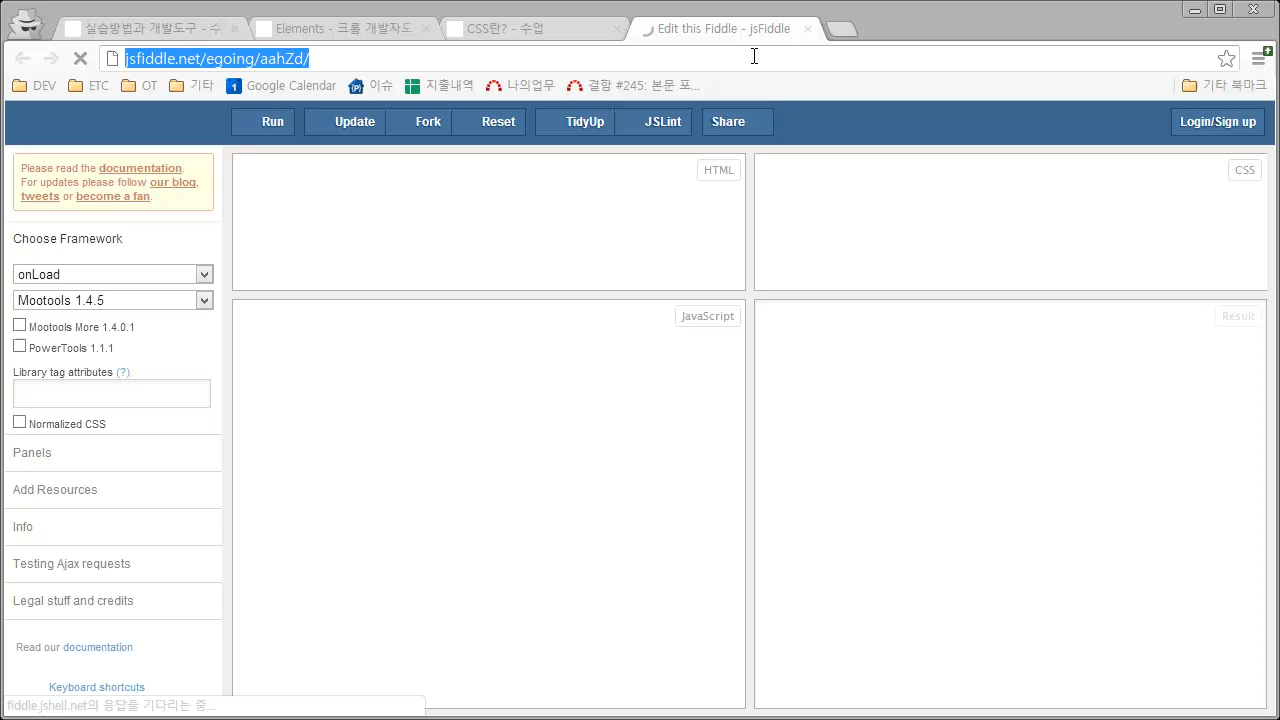 실습방법과 개발도구 - 수
Elements - 크롬 개발자도
CSS란? - 수업
Edit this Fiddle - jsFiddle
jsfiddle.net/egoing/aahZd/
DEV
ETC
OT
기타
1
Google Calendar
이슈
지출내역
나의업무
결함 #245: 본문 포...
기타 북마크
Run
Update
Fork
Reset
TidyUp
JSLint
Share
Login/Sign up
Please read the documentation.
For updates please follow our blog,
tweets or become a fan.
HTML
CSS
Choose Framework
onLoad
Mootools 1.4.5
JavaScript
Result
Mootools More 1.4.0.1
PowerTools 1.1.1
Library tag attributes (?)
Normalized CSS
Panels
Add Resources
Info
Testing Ajax requests
Legal stuff and credits
Read our documentation
Keyboard shortcuts
fiddle.jshell.net의 응답을 기다리는 중...